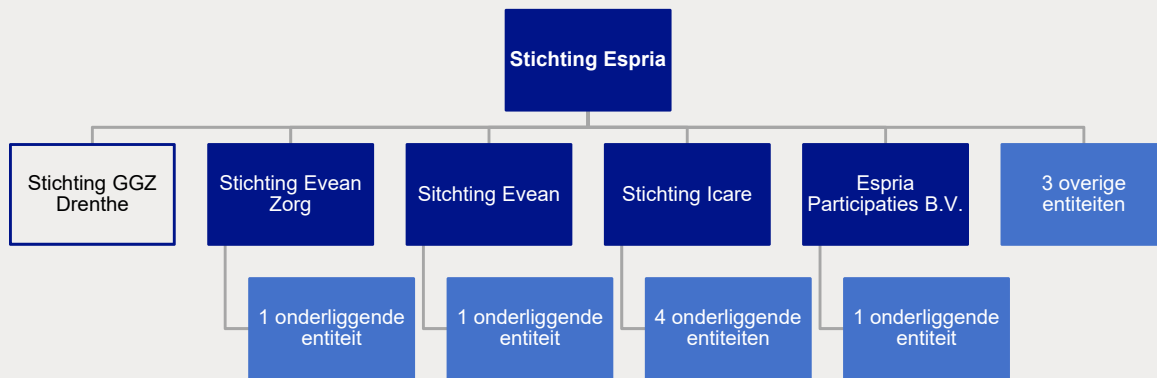 Stichting Espria
Stichting GGZ
Drenthe
Stichting Evean
Zorg
Sitchting Evean
Stichting Icare
Espria
Participaties B.V.
3 overige
entiteiten
1 onderliggende
entiteit
1 onderliggende
entiteit
4 onderliggende
entiteiten
1 onderliggende
entiteit